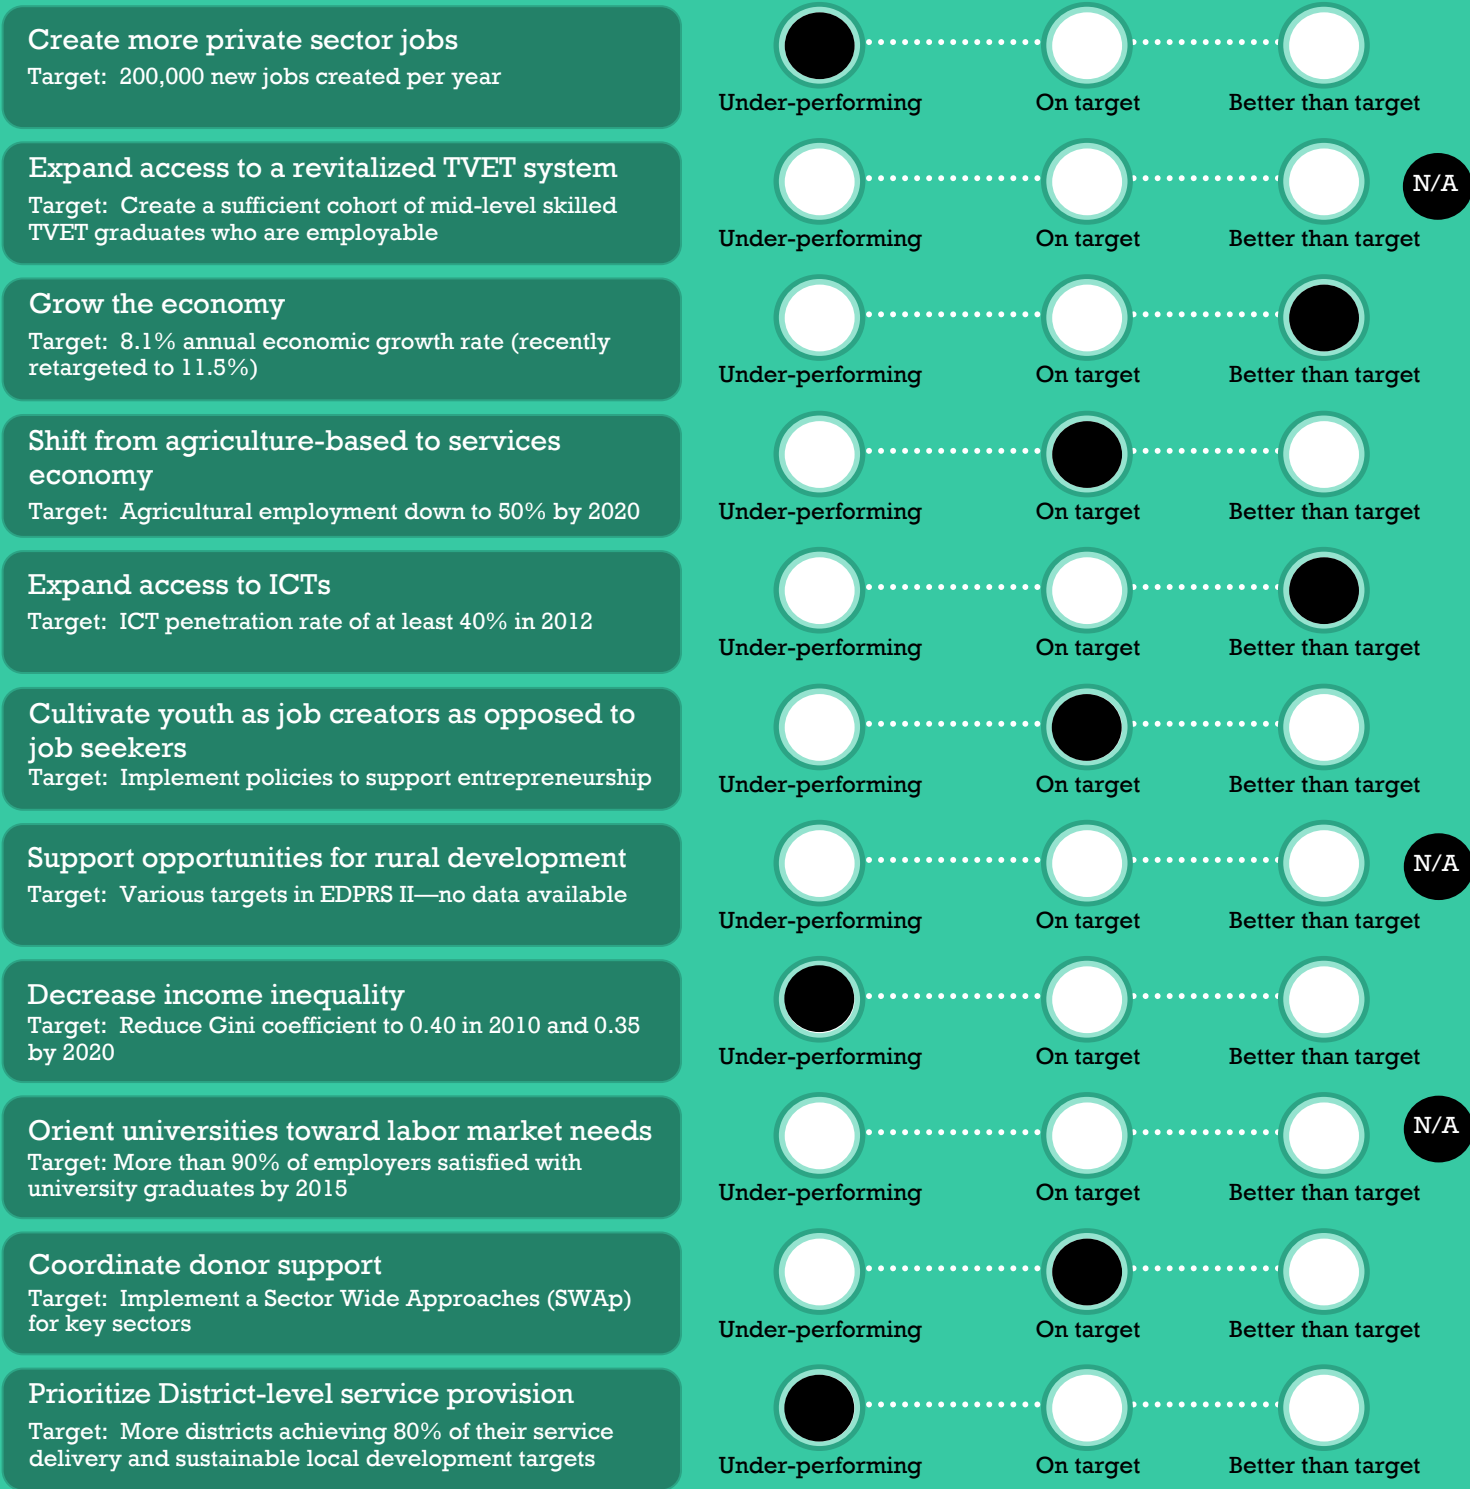 Create more private sector jobs
Target: 200,000 new jobs created per year
Under-performing On target Better than target
Expand access to a revitalized TVET system
Target: Create a sufficient cohort of mid-level skilled
TVET graduates who are employable
N/A
Under-performing On target Better than target
Grow the economy
Target: 8.1% annual economic growth rate (recently
retargeted to 11.5%)
Under-performing On target Better than target
Shift from agriculture-based to services
economy
Target: Agricultural employment down to 50% by 2020
Under-performing On target Better than target
Expand access to ICTs
Target: ICT penetration rate of at least 40% in 2012
Under-performing On target Better than target
Cultivate youth as job creators as opposed to
job seekers
Target: Implement policies to support entrepreneurship
Under-performing On target Better than target
Support opportunities for rural development
Target: Various targets in EDPRS II—no data available
N/A
Under-performing On target Better than target
Decrease income inequality
Target: Reduce Gini coefficient to 0.40 in 2010 and 0.35
by 2020
Under-performing On target Better than target
Orient universities toward labor market needs
Target: More than 90% of employers satisfied with
university graduates by 2015
N/A
Under-performing On target Better than target
Coordinate donor support
Target: Implement a Sector Wide Approaches (SWAp)
for key sectors
Under-performing On target Better than target
Prioritize District-level service provision
Target: More districts achieving 80% of their service
delivery and sustainable local development targets
Under-performing On target Better than target